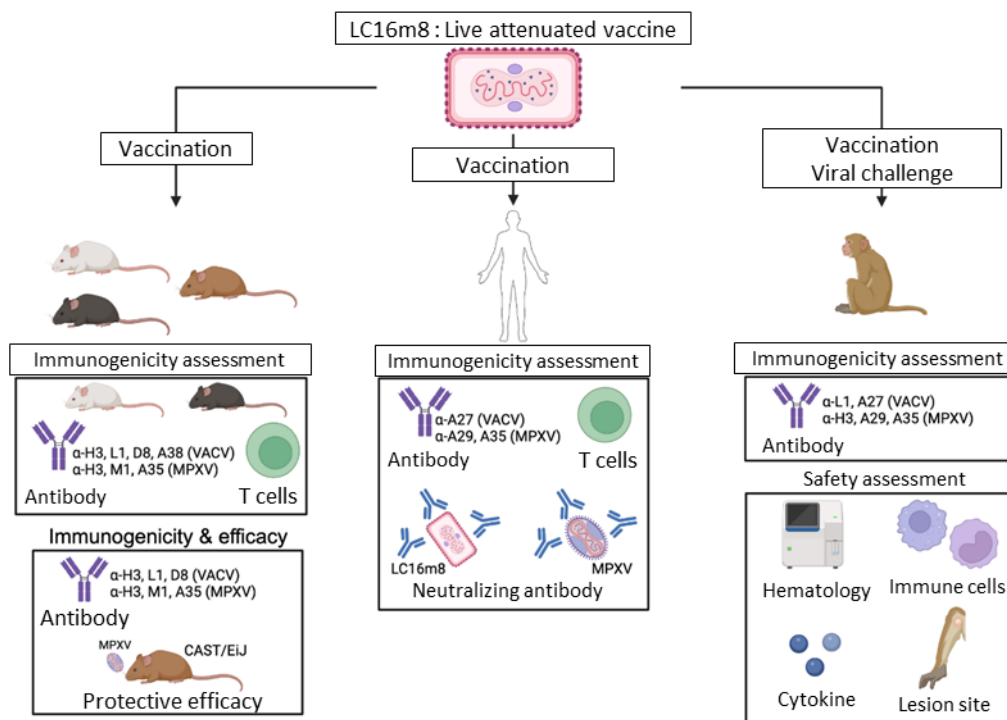 LC16m8 : Live attenuated vaccine
Vaccination
Vaccination
Vaccination
Viral challenge
Immunogenicity assessment
α-H3, L1, D8, A38 (VACV)
α-H3, M1, A35 (MPXV)
Antibody
T cells
Immunogenicity & efficacy
α-H3, L1, D8 (VACV)
α-H3, M1, A35 (MPXV)
Antibody
MPXV
CAST/EiJ
Protective efficacy
Immunogenicity assessment
α-A27 (VACV)
α-A29, A35 (MPXV)
Antibody
T cells
LC16m8
MPXV
Neutralizing antibody
Immunogenicity assessment
α-L1, A27 (VACV)
α-H3, A29, A35 (MPXV)
Antibody
Safety assessment
Hematology
Immune cells
Cytokine
Lesion site